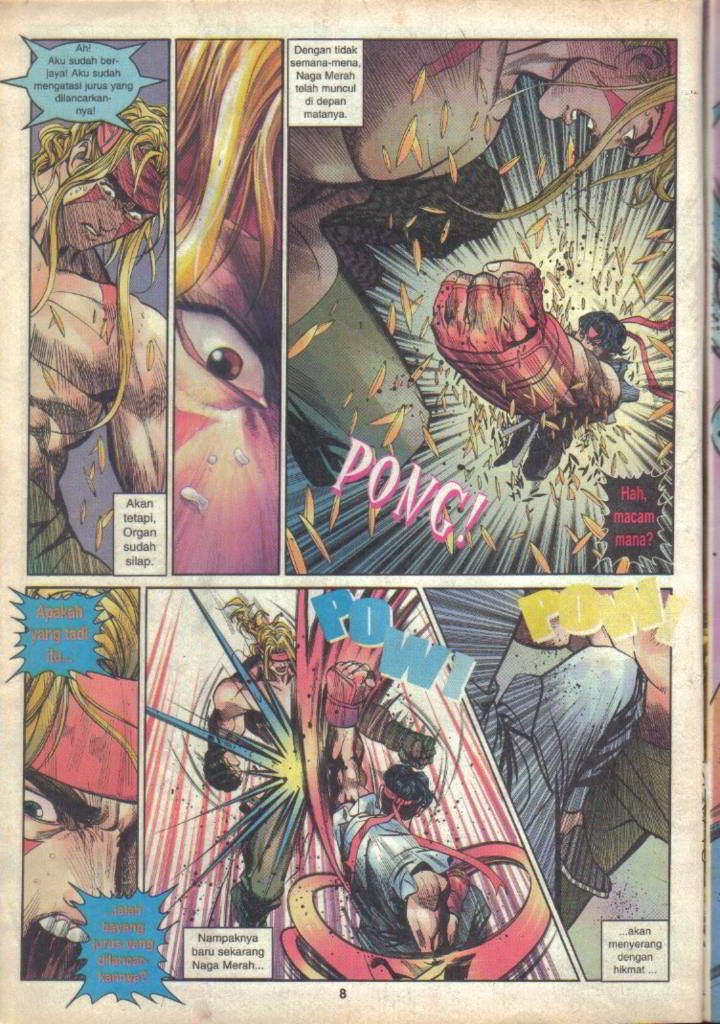 Ah!
Aku sudah ber-
jaya! Aku sudah
mengatasi jurus yang
dilancarkan-
nya!
Akan
tetapi,
Organ
sudah
silap.
Dengan tidak
semana-mena,
Naga Merah
telah muncul
di depan
matanya.
PONG!
Hah,
macam
mana?
Apakah
yang tadi
itu...
...ialah
bayang
jurus yang
dilancar-
kannya?
POW!
Nampaknya
baru sekarang
Naga Merah...
POW!
...akan
menyerang
dengan
hikmat ...
8